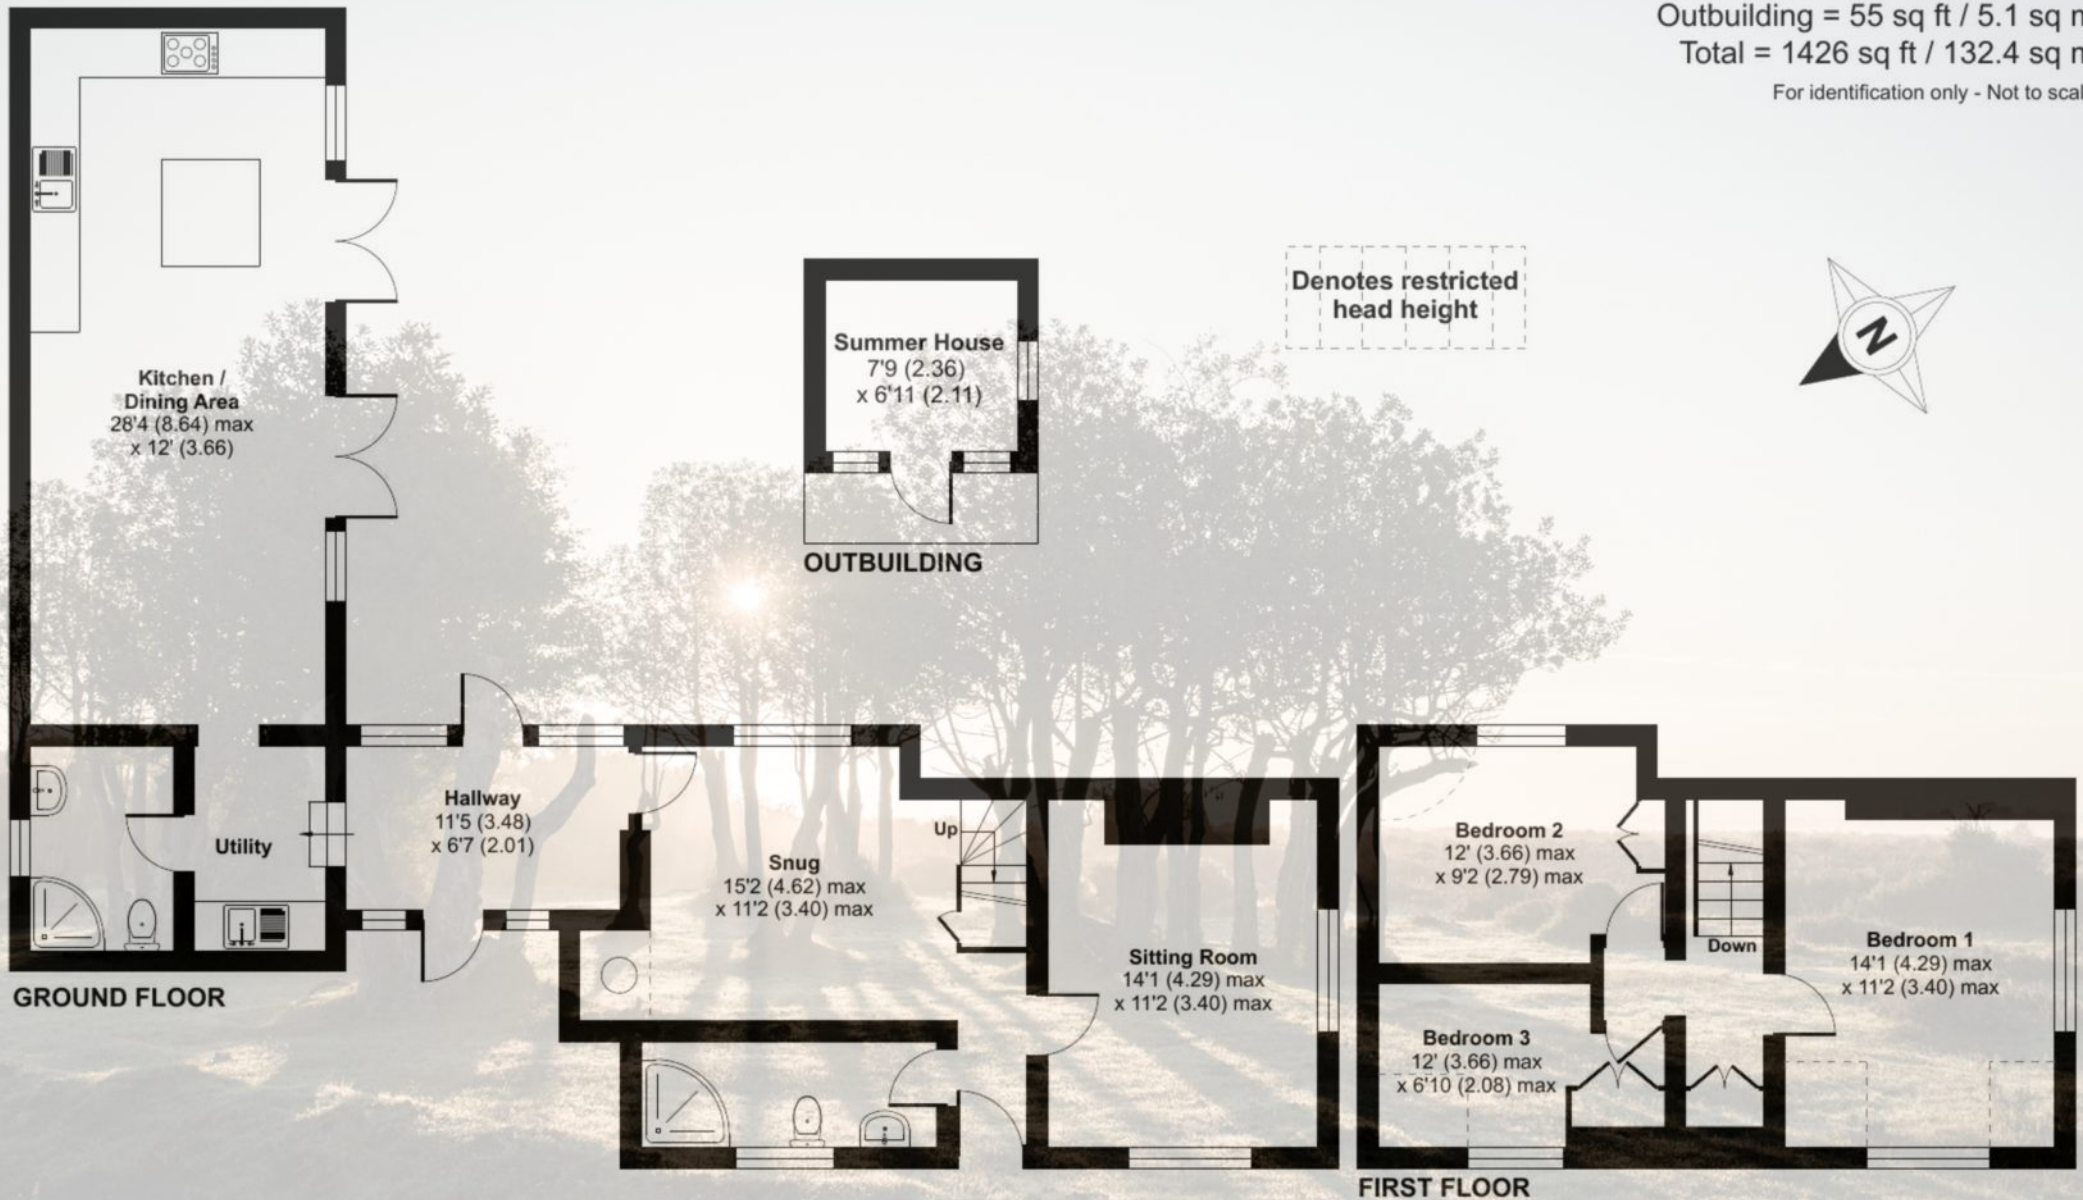 Outbuilding = 55 sq ft / 5.1 sq m
Total = 1426 sq ft / 132.4 sq m
For identification only - Not to scal
Denotes restricted
head height
N
Summer House
7'9 (2.36)
x 6'11 (2.11)
OUTBUILDING
Kitchen /
Dining Area
28'4 (8.64) max
x 12' (3.66)
Utility
Hallway
11'5 (3.48)
x 6'7 (2.01)
Snug
15'2 (4.62) max
x 11'2 (3.40) max
Up
Sitting Room
14'1 (4.29) max
x 11'2 (3.40) max
GROUND FLOOR
Bedroom 2
12' (3.66) max
x 9'2 (2.79) max
Down
Bedroom 1
14'1 (4.29) max
x 11'2 (3.40) max
Bedroom 3
12' (3.66) max
x 6'10 (2.08) max
FIRST FLOOR